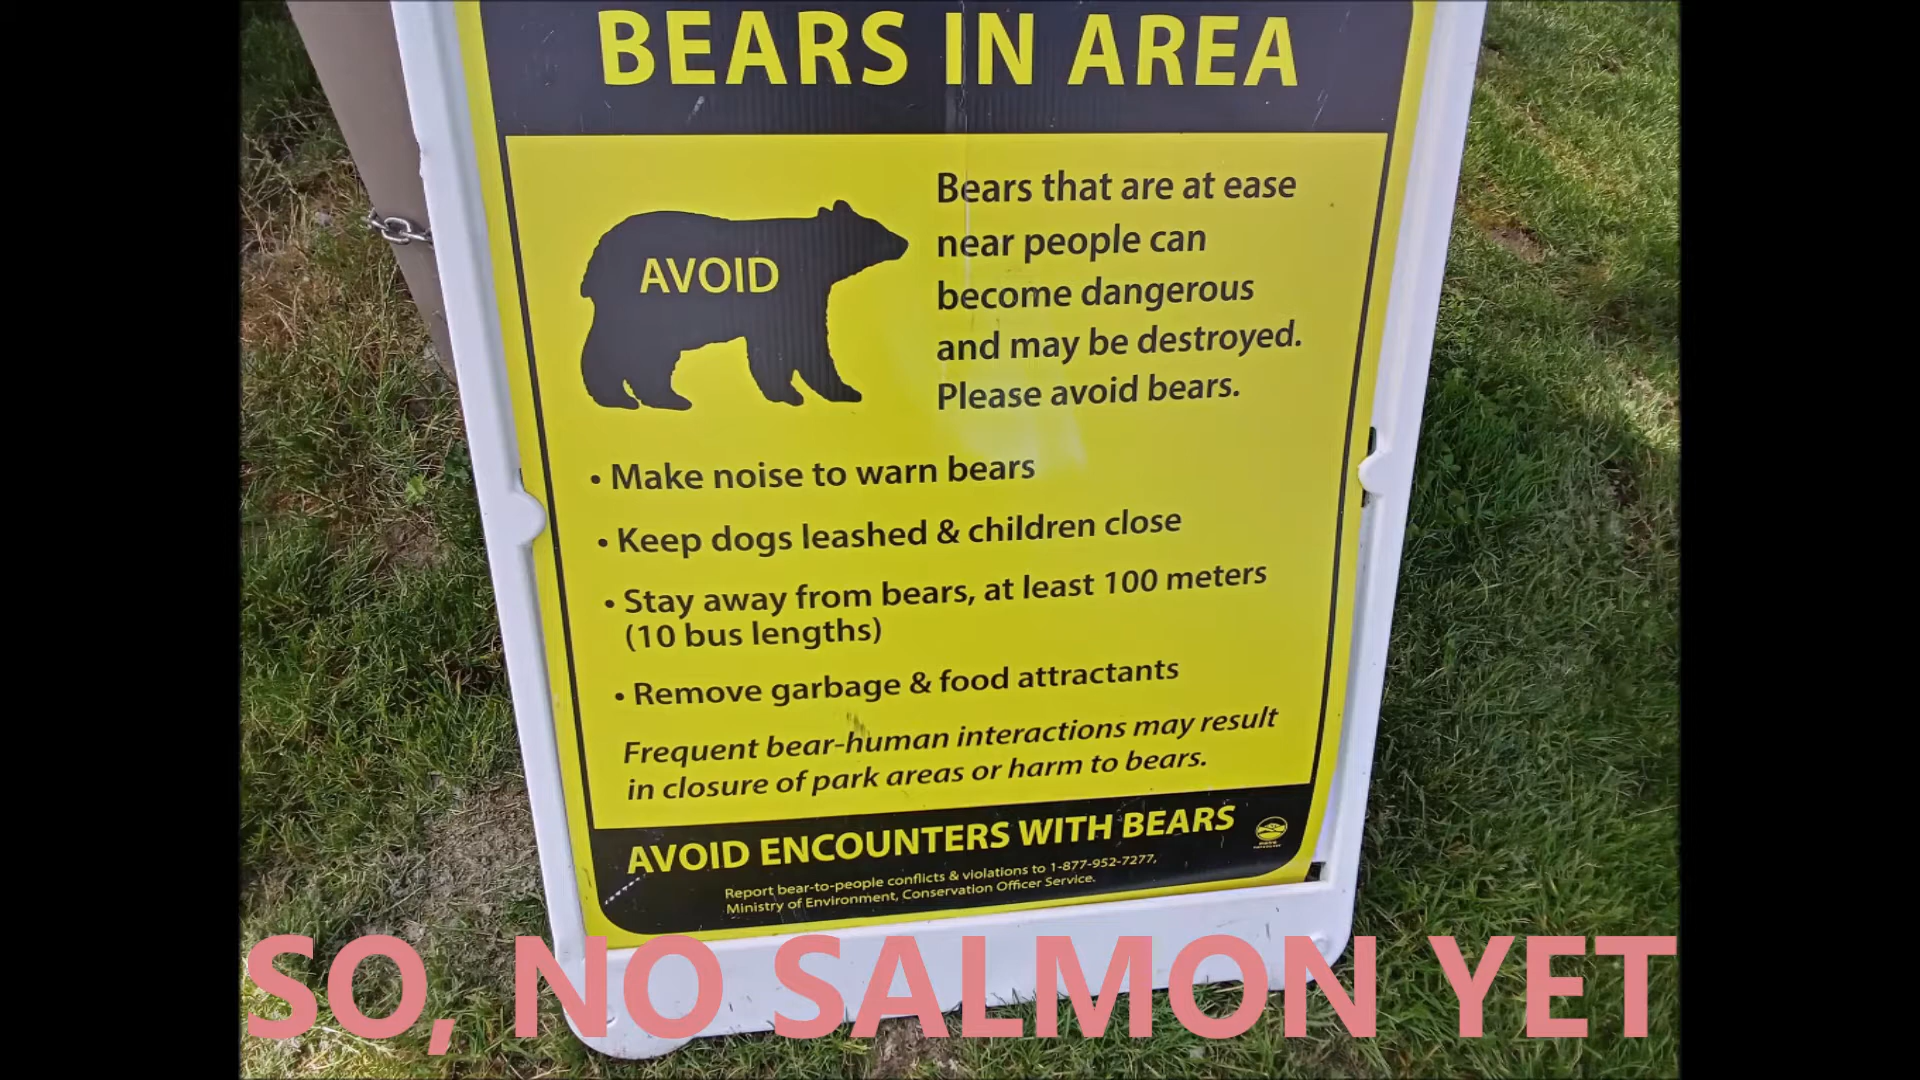 BEARS IN AREA
AVOID
Bears that are at ease
near people can
become dangerous
and may be destroyed.
Please avoid bears.
• Make noise to warn bears
• Keep dogs leashed & children close
• Stay away from bears, at least 100 meters
(10 bus lengths)
• Remove garbage & food attractants
Frequent bear-human interactions may result
in closure of park areas or harm to bears.
AVOID ENCOUNTERS WITH BEARS
Report bear-to-people conflicts & violations to 1-877-952-7277,
Ministry of Environment, Conservation Officer Service.
SO, NO SALMON YET